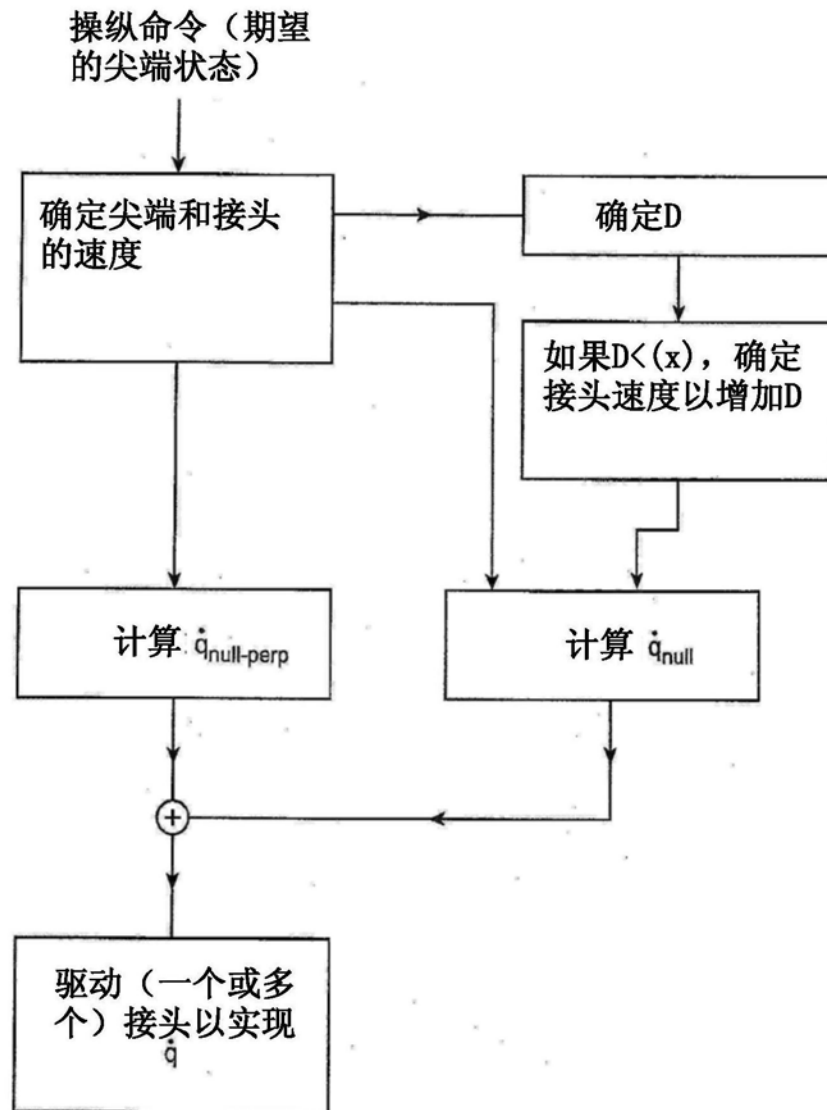 操纵命令（期望
的尖端状态）
确定尖端和接头
的速度
确定D
如果D<(x)，确定
接头速度以增加D
计算 q̇null-perp
计算 q̇null
+
驱动（一个或多
个）接头以实现
q̇